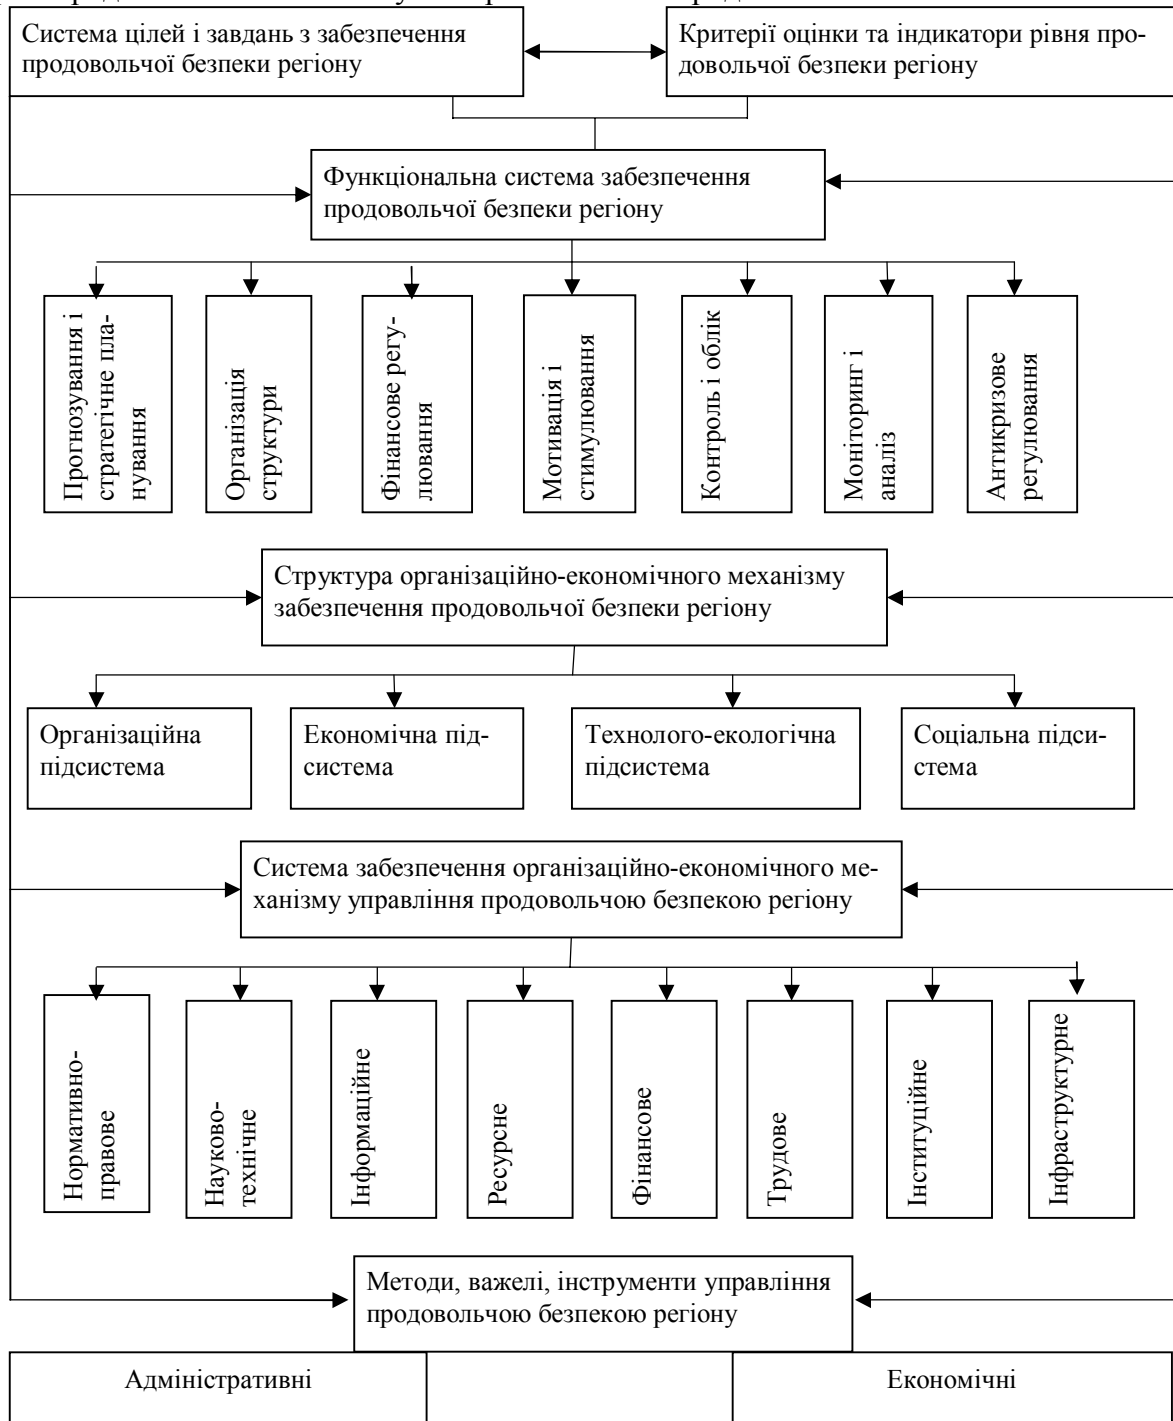 Система цілей і завдань з забезпечення
продовольчої безпеки регіону
Критерії оцінки та індикатори рівня про-
довольчої безпеки регіону
Функціональна система забезпечення
продовольчої безпеки регіону
Прогнозування і
стратегічне пла-
нування
Організація
структури
Фінансове регу-
лювання
Мотивація і
стимулювання
Контроль і облік
Моніторинг і
аналіз
Антикризове
регулювання
Структура організаційно-економічного механізму
забезпечення продовольчої безпеки регіону
Організаційна
підсистема
Економічна під-
система
Технолого-екологічна
підсистема
Соціальна підси-
стема
Система забезпечення організаційно-економічного ме-
ханізму управління продовольчою безпекою регіону
Нормативно-
правове
Науково-
технічне
Інформаційне
Ресурсне
Фінансове
Трудове
Інституційне
Інфраструктурне
Методи, важелі, інструменти управління
продовольчою безпекою регіону
Адміністративні
Економічні